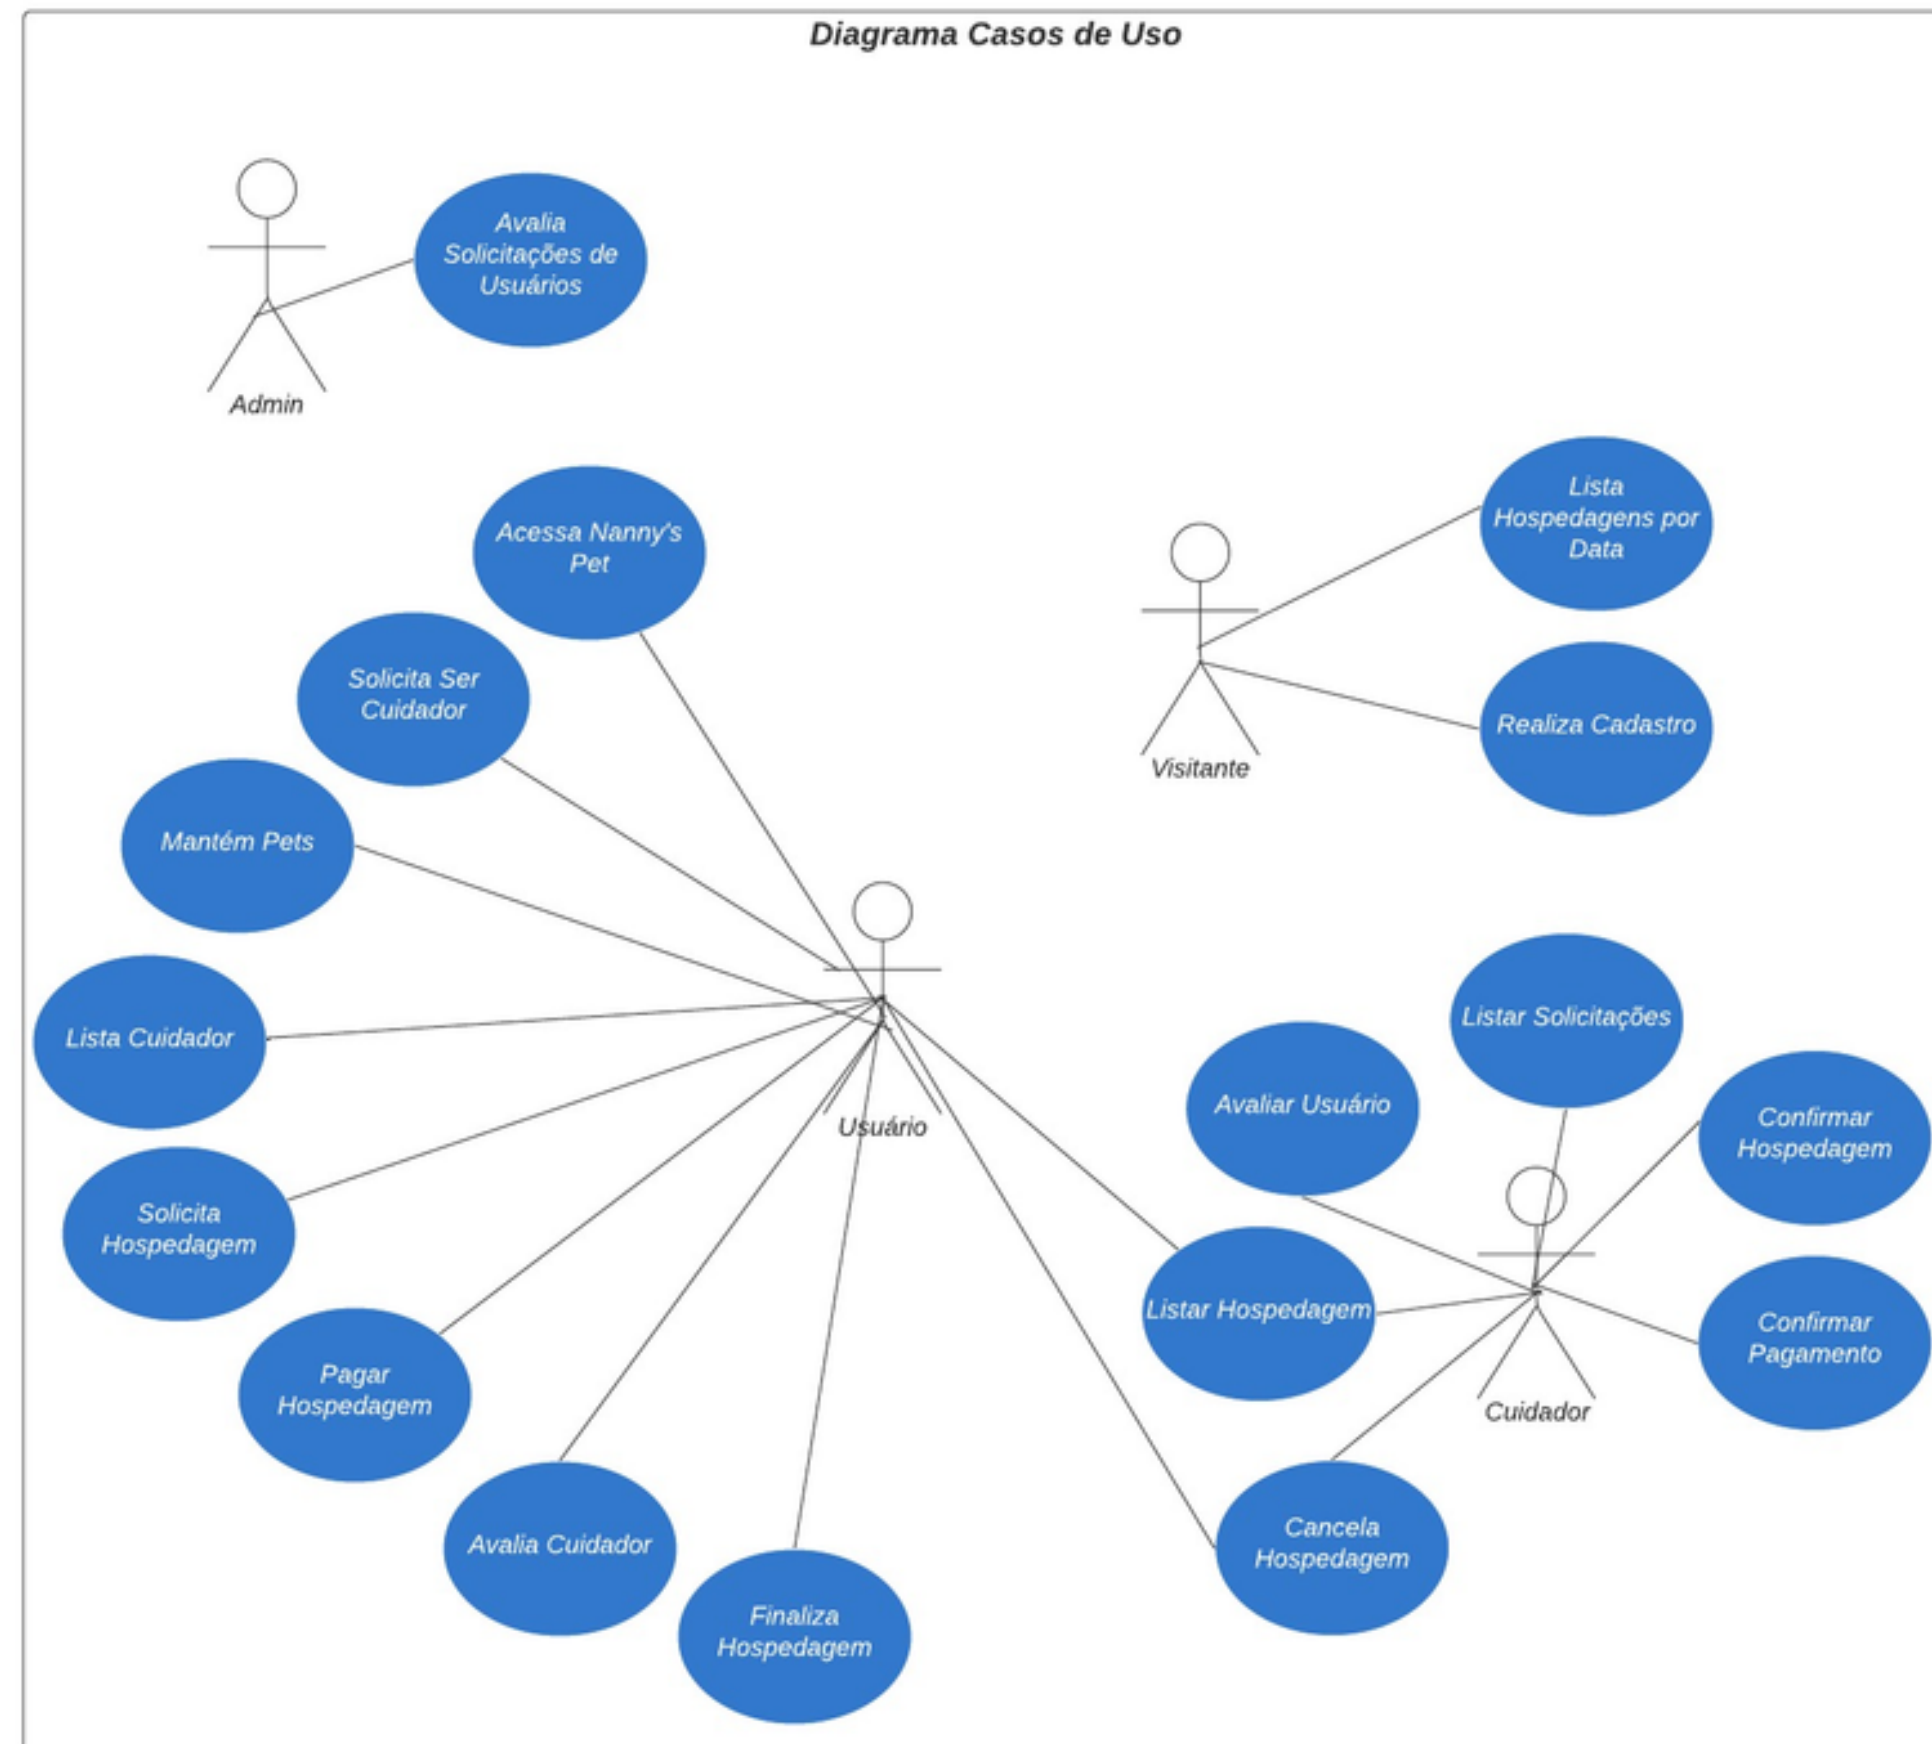 Diagrama Casos de Uso
Avalia
Solicitações de
Usuários
Admin
Acessa Nanny's
Pet
Lista
Hospedagens por
Data
Solicita Ser
Cuidador
Realiza Cadastro
Visitante
Mantém Pets
Lista Cuidador
Usuário
Listar Solicitações
Avaliar Usuário
Confirmar
Hospedagem
Solicita
Hospedagem
Listar Hospedagem
Confirmar
Pagamento
Cuidador
Pagar
Hospedagem
Avalia Cuidador
Cancela
Hospedagem
Finaliza
Hospedagem